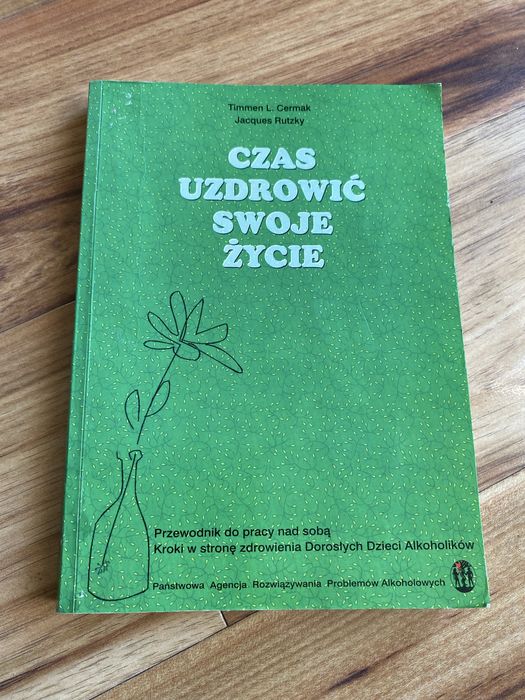 Timmen L. Cermak
Jacques Rutzky
CZAS
UZDROWIĆ
SWOJE
ŻYCIE
Przewodnik do pracy nad sobą
Kroki w stronę zdrowienia Dorosłych Dzieci Alkoholików
Państwowa Agencja Rozwiązywania Problemów Alkoholowych